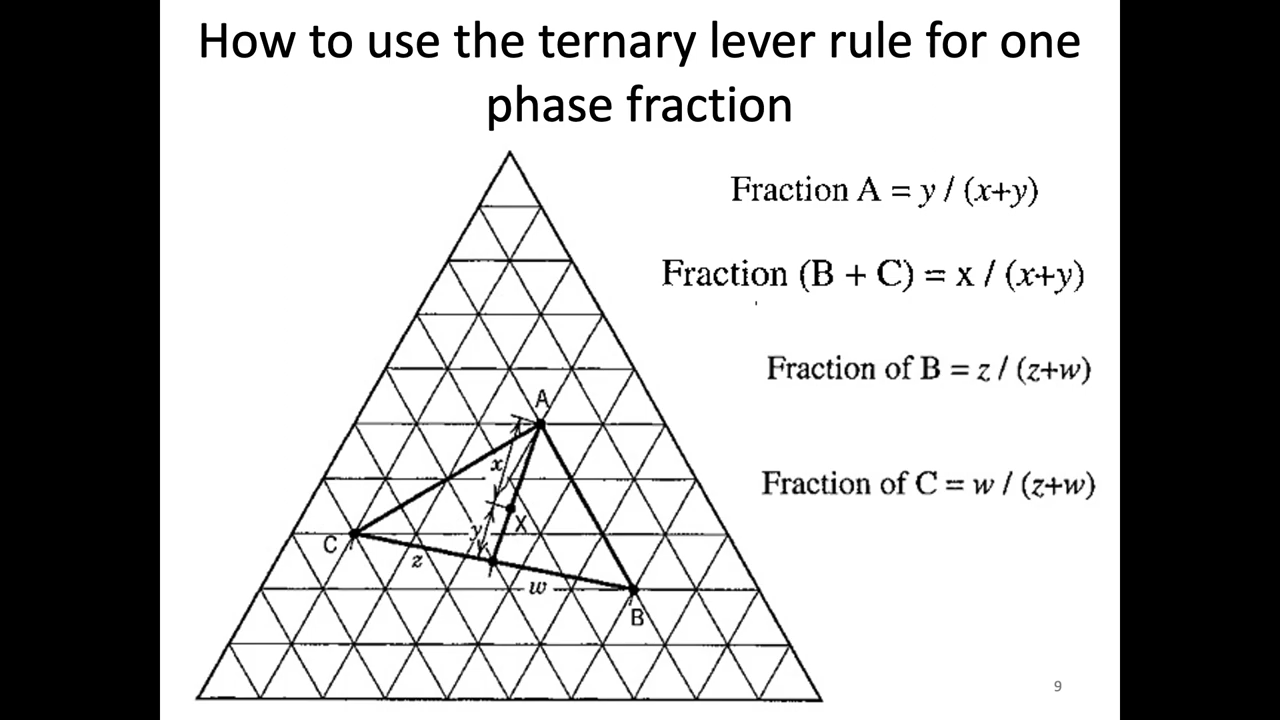 How to use the ternary lever rule for one
phase fraction
Fraction A = y / (x+y)
Fraction (B + C) = x / (x+y)
Fraction of B = z / (z+w)
Fraction of C = w / (z+w)
A
x
X
y
C
z
w
B
9